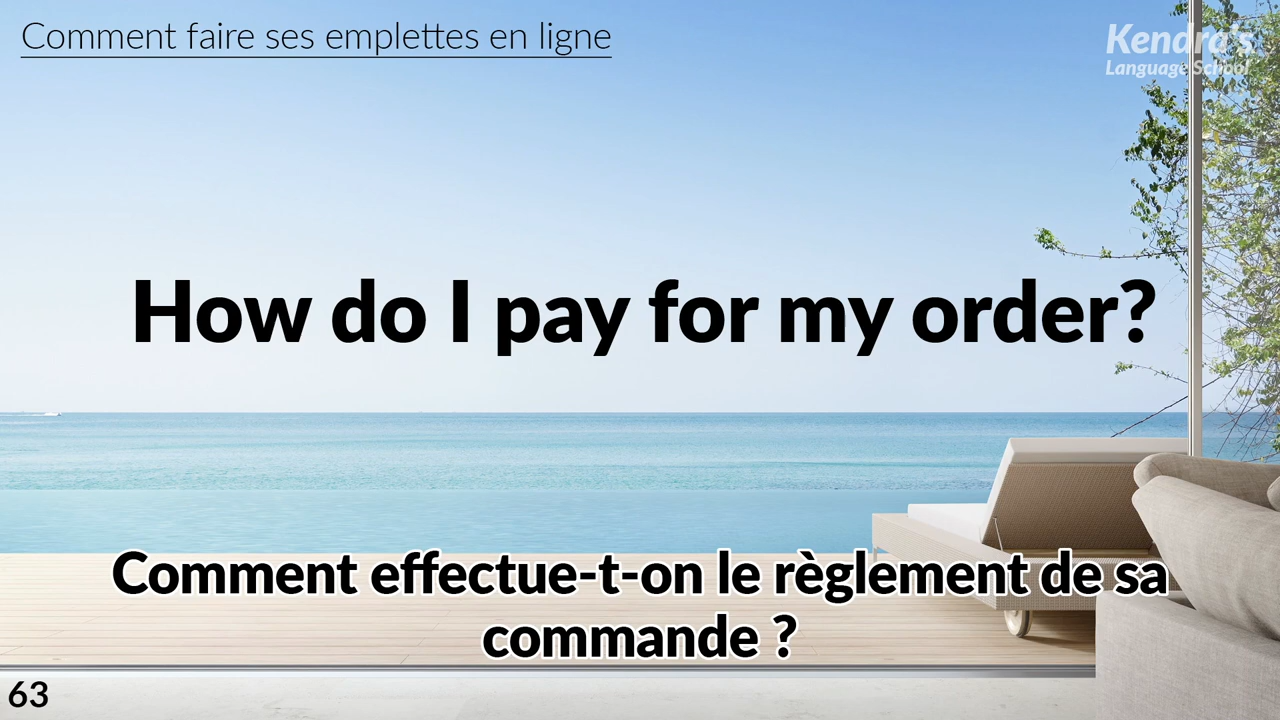 Comment faire ses emplettes en ligne
Kendra's
Language School
How do I pay for my order?
Comment effectue-t-on le règlement de sa
commande ?
63